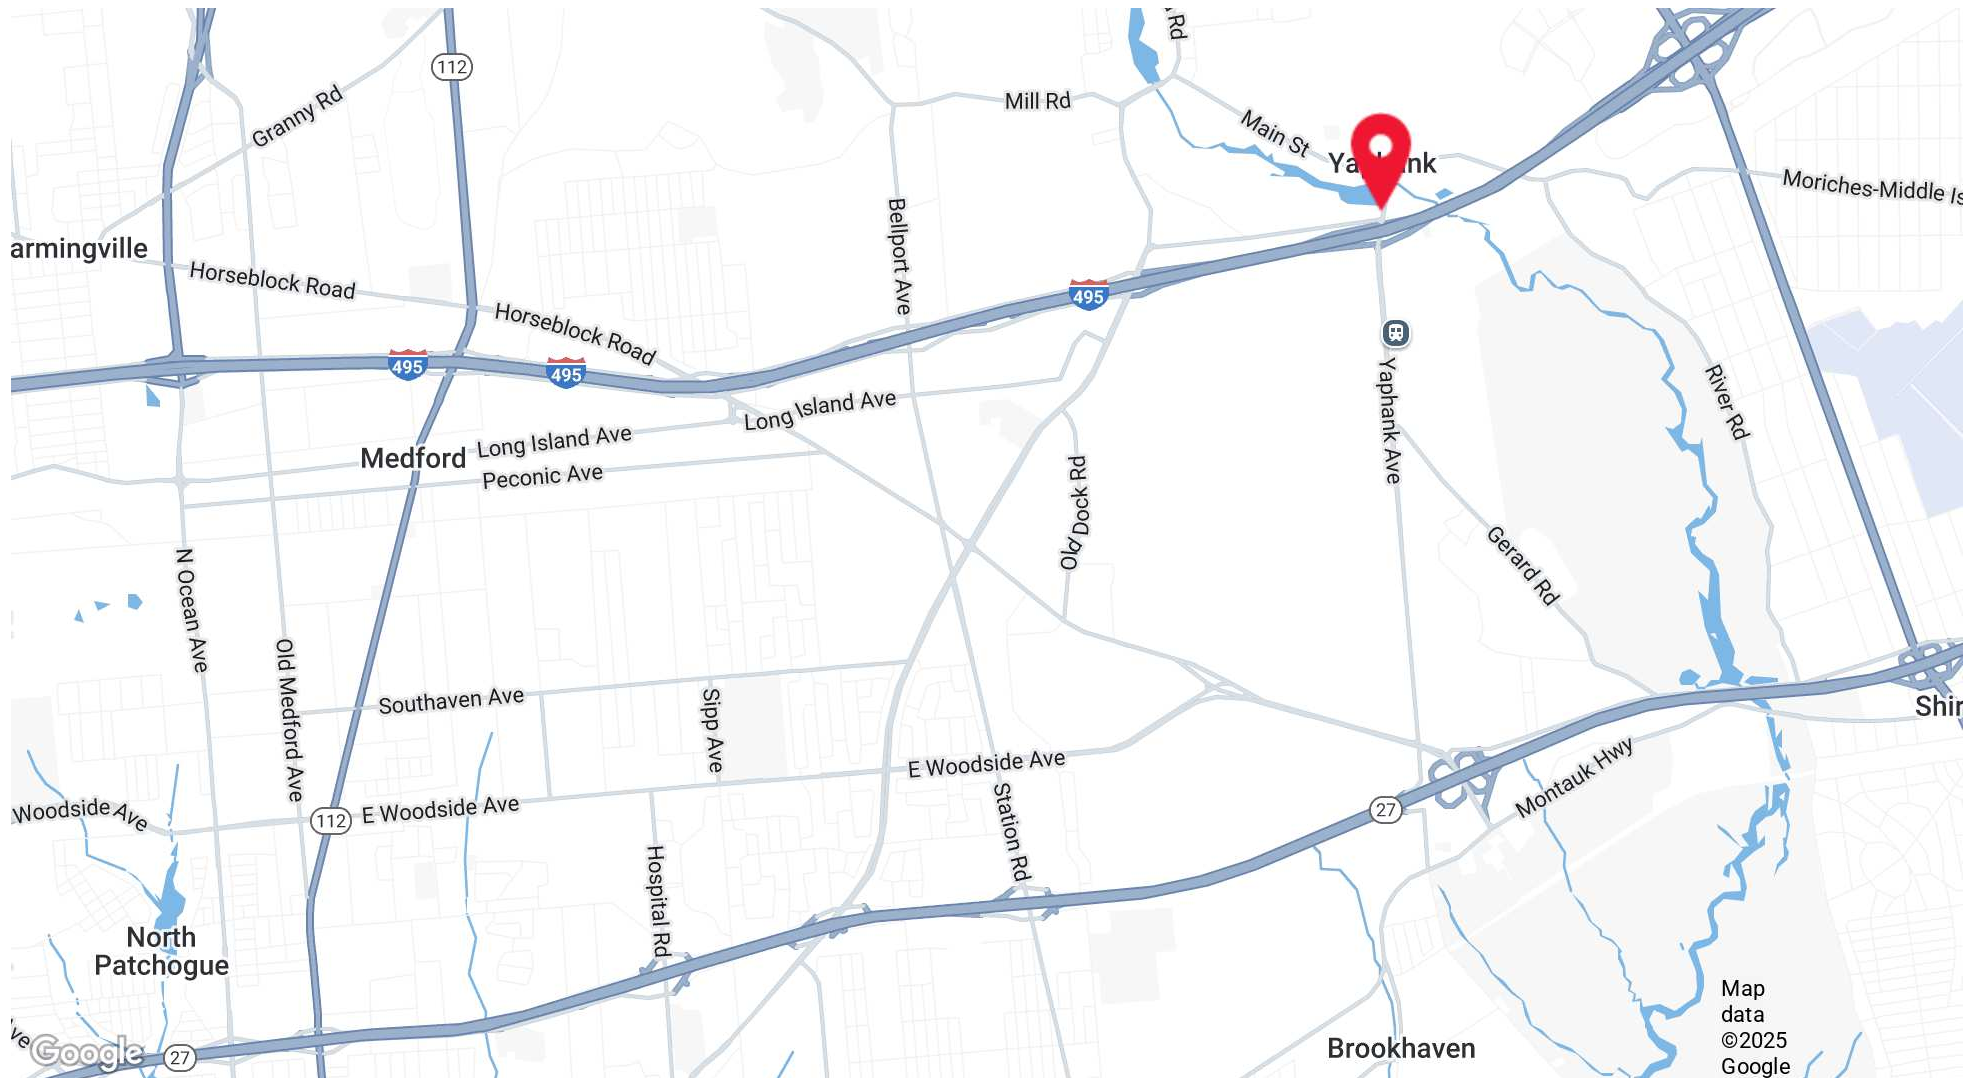 Rd
112
Mill Rd
Granny Rd
Main St
Yaphank
Moriches-Middle Is
armingville
Bellport Ave
Horseblock Road
Horseblock Road
495
495
495
Long Island Ave
Long Island Ave
Medford
Peconic Ave
Yaphank Ave
River Rd
Old Dock Rd
Gerard Rd
N Ocean Ave
Old Medford Ave
Southaven Ave
Sipp Ave
Shir
E Woodside Ave
Montauk Hwy
Woodside Ave
112
E Woodside Ave
27
Station Rd
Hospital Rd
North
Patchogue
Brookhaven
ve
Google
27
Map
data
©2025
Google